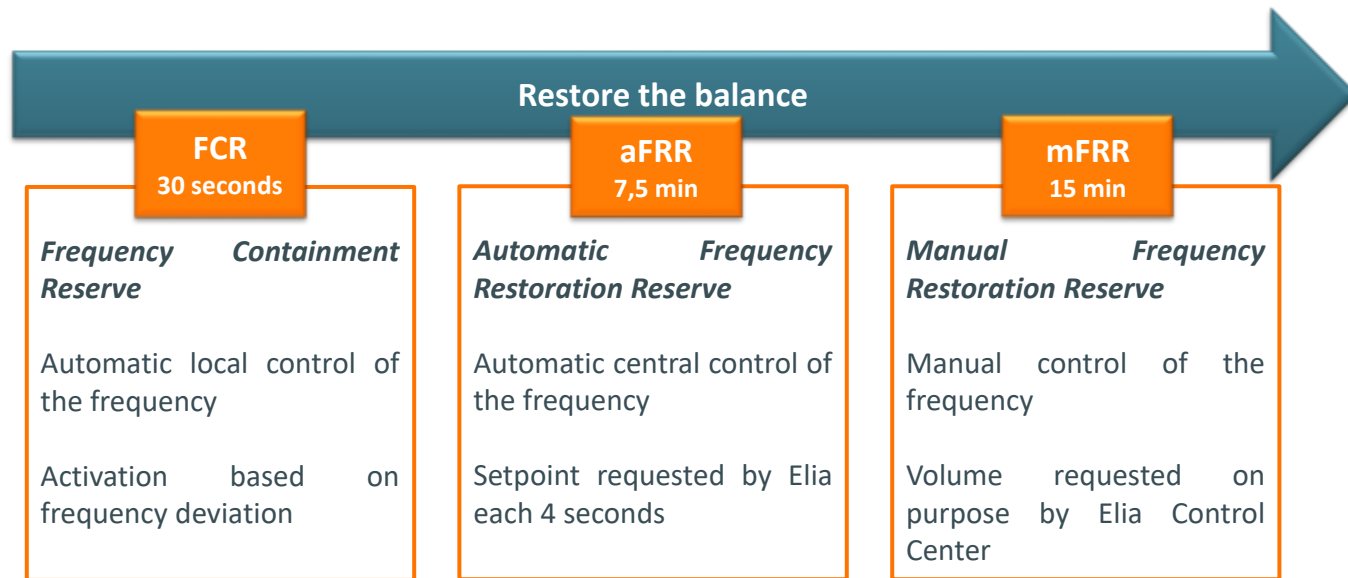 Restore the balance
FCR
30 seconds
Frequency Containment
Reserve
Automatic local control of
the frequency
Activation based on
frequency deviation
aFRR
7,5 min
Automatic Frequency
Restoration Reserve
Automatic central control of
the frequency
Setpoint requested by Elia
each 4 seconds
mFRR
15 min
Manual Frequency
Restoration Reserve
Manual control of the
frequency
Volume requested on
purpose by Elia Control
Center